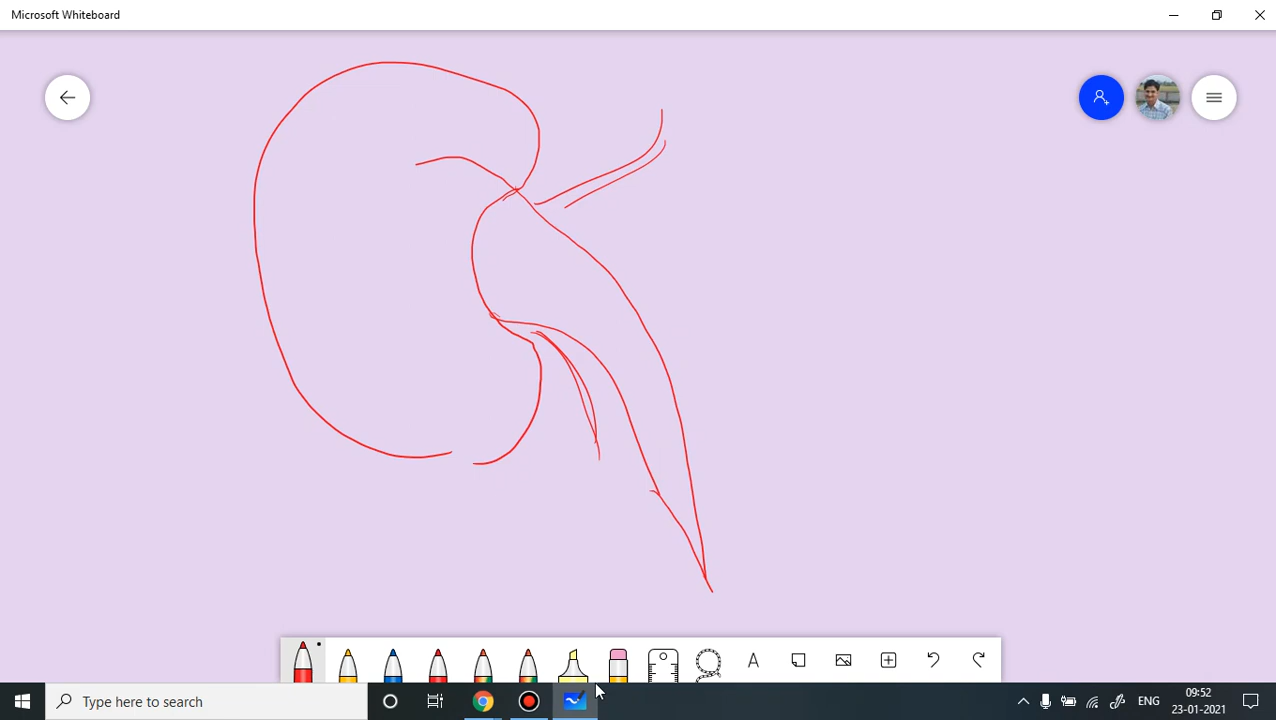 Microsoft Whiteboard
A
Type here to search
ENG
09:52
23-01-2021